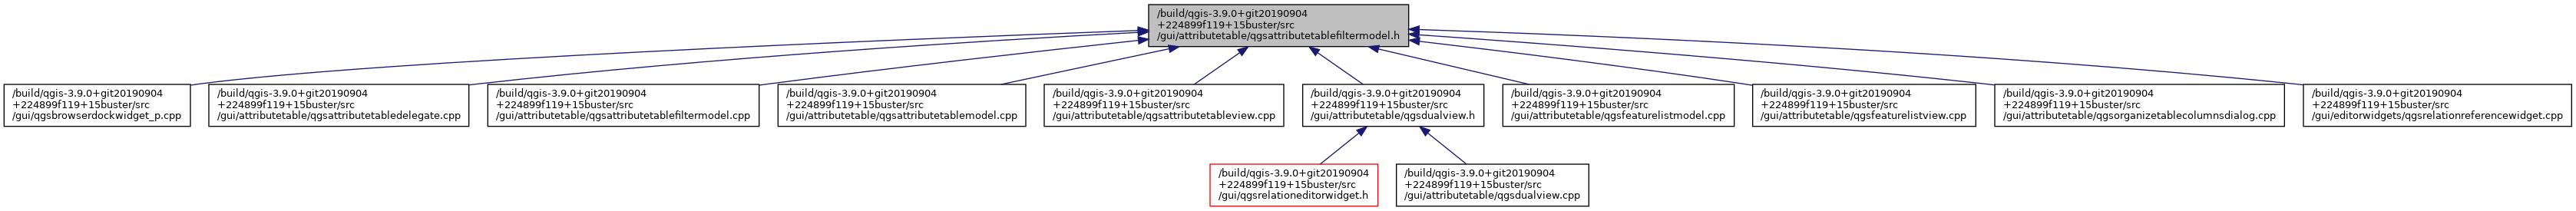 /build/qgis-3.9.0+git20190904
+224899f119+15buster/src
/gui/attributetable/qgsattributetablefiltermodel.h
/build/qgis-3.9.0+git20190904
+224899f119+15buster/src
/gui/qgsbrowserdockwidget_p.cpp
/build/qgis-3.9.0+git20190904
+224899f119+15buster/src
/gui/attributetable/qgsattributetabledelegate.cpp
/build/qgis-3.9.0+git20190904
+224899f119+15buster/src
/gui/attributetable/qgsattributetablefiltermodel.cpp
/build/qgis-3.9.0+git20190904
+224899f119+15buster/src
/gui/attributetable/qgsattributetablemodel.cpp
/build/qgis-3.9.0+git20190904
+224899f119+15buster/src
/gui/attributetable/qgsattributetableview.cpp
/build/qgis-3.9.0+git20190904
+224899f119+15buster/src
/gui/attributetable/qgsdualview.h
/build/qgis-3.9.0+git20190904
+224899f119+15buster/src
/gui/attributetable/qgsfeaturelistmodel.cpp
/build/qgis-3.9.0+git20190904
+224899f119+15buster/src
/gui/attributetable/qgsfeaturelistview.cpp
/build/qgis-3.9.0+git20190904
+224899f119+15buster/src
/gui/attributetable/qgsorganizetablecolumnsdialog.cpp
/build/qgis-3.9.0+git20190904
+224899f119+15buster/src
/gui/editorwidgets/qgsrelationreferencewidget.cpp
/build/qgis-3.9.0+git20190904
+224899f119+15buster/src
/gui/qgsrelationeditorwidget.h
/build/qgis-3.9.0+git20190904
+224899f119+15buster/src
/gui/attributetable/qgsdualview.cpp